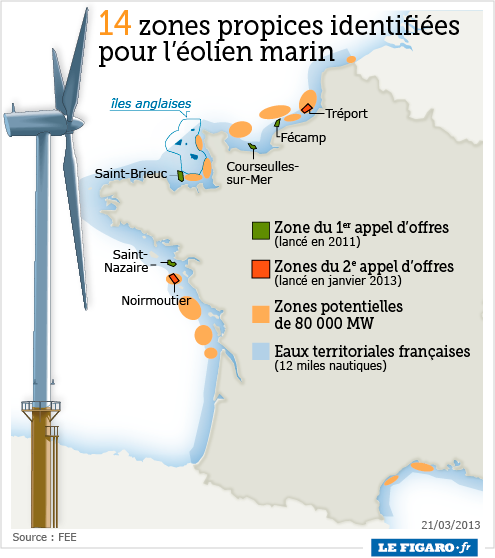 14 zones propices identifiées
pour l'éolien marin
îles anglaises
Tréport
Fécamp
Saint-Brieuc
Courseulles-
sur-Mer
Zone du 1er appel d'offres
(lancé en 2011)
Saint-
Nazaire
Zones du 2e appel d'offres
(lancé en janvier 2013)
Noirmoutier
Zones potentielles
de 80 000 MW
Eaux territoriales françaises
(12 miles nautiques)
21/03/2013
Source : FEE
LE FIGARO·fr